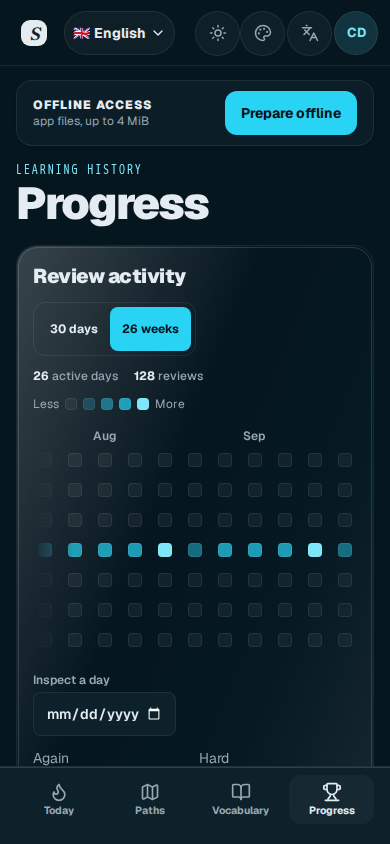 S
English
CD
OFFLINE ACCESS
app files, up to 4 MiB
Prepare offline
LEARNING HISTORY
Progress
Review activity
30 days
26 weeks
26 active days 128 reviews
Less More
Aug Sep
Inspect a day
mm/dd/yyyy
Again Hard
Today Paths Vocabulary Progress